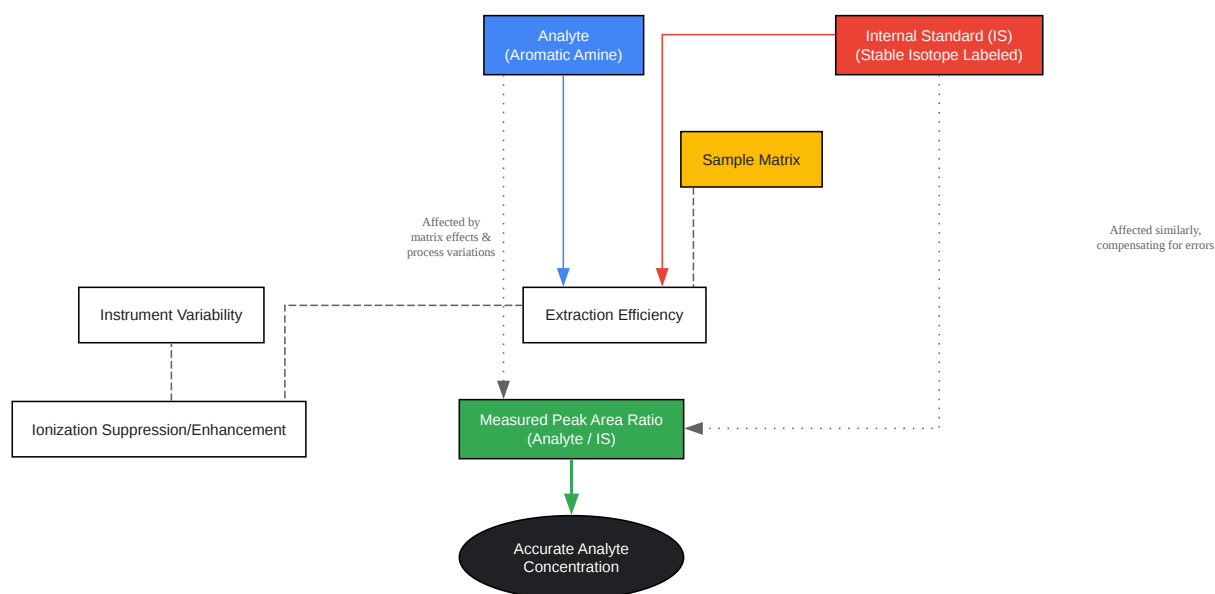 Analyte
(Aromatic Amine)
Internal Standard (IS)
(Stable Isotope Labeled)
Sample Matrix
Affected by
matrix effects &
process variations
Affected similarly,
compensating for errors
Instrument Variability
Extraction Efficiency
Ionization Suppression/Enhancement
Measured Peak Area Ratio
(Analyte / IS)
Accurate Analyte
Concentration